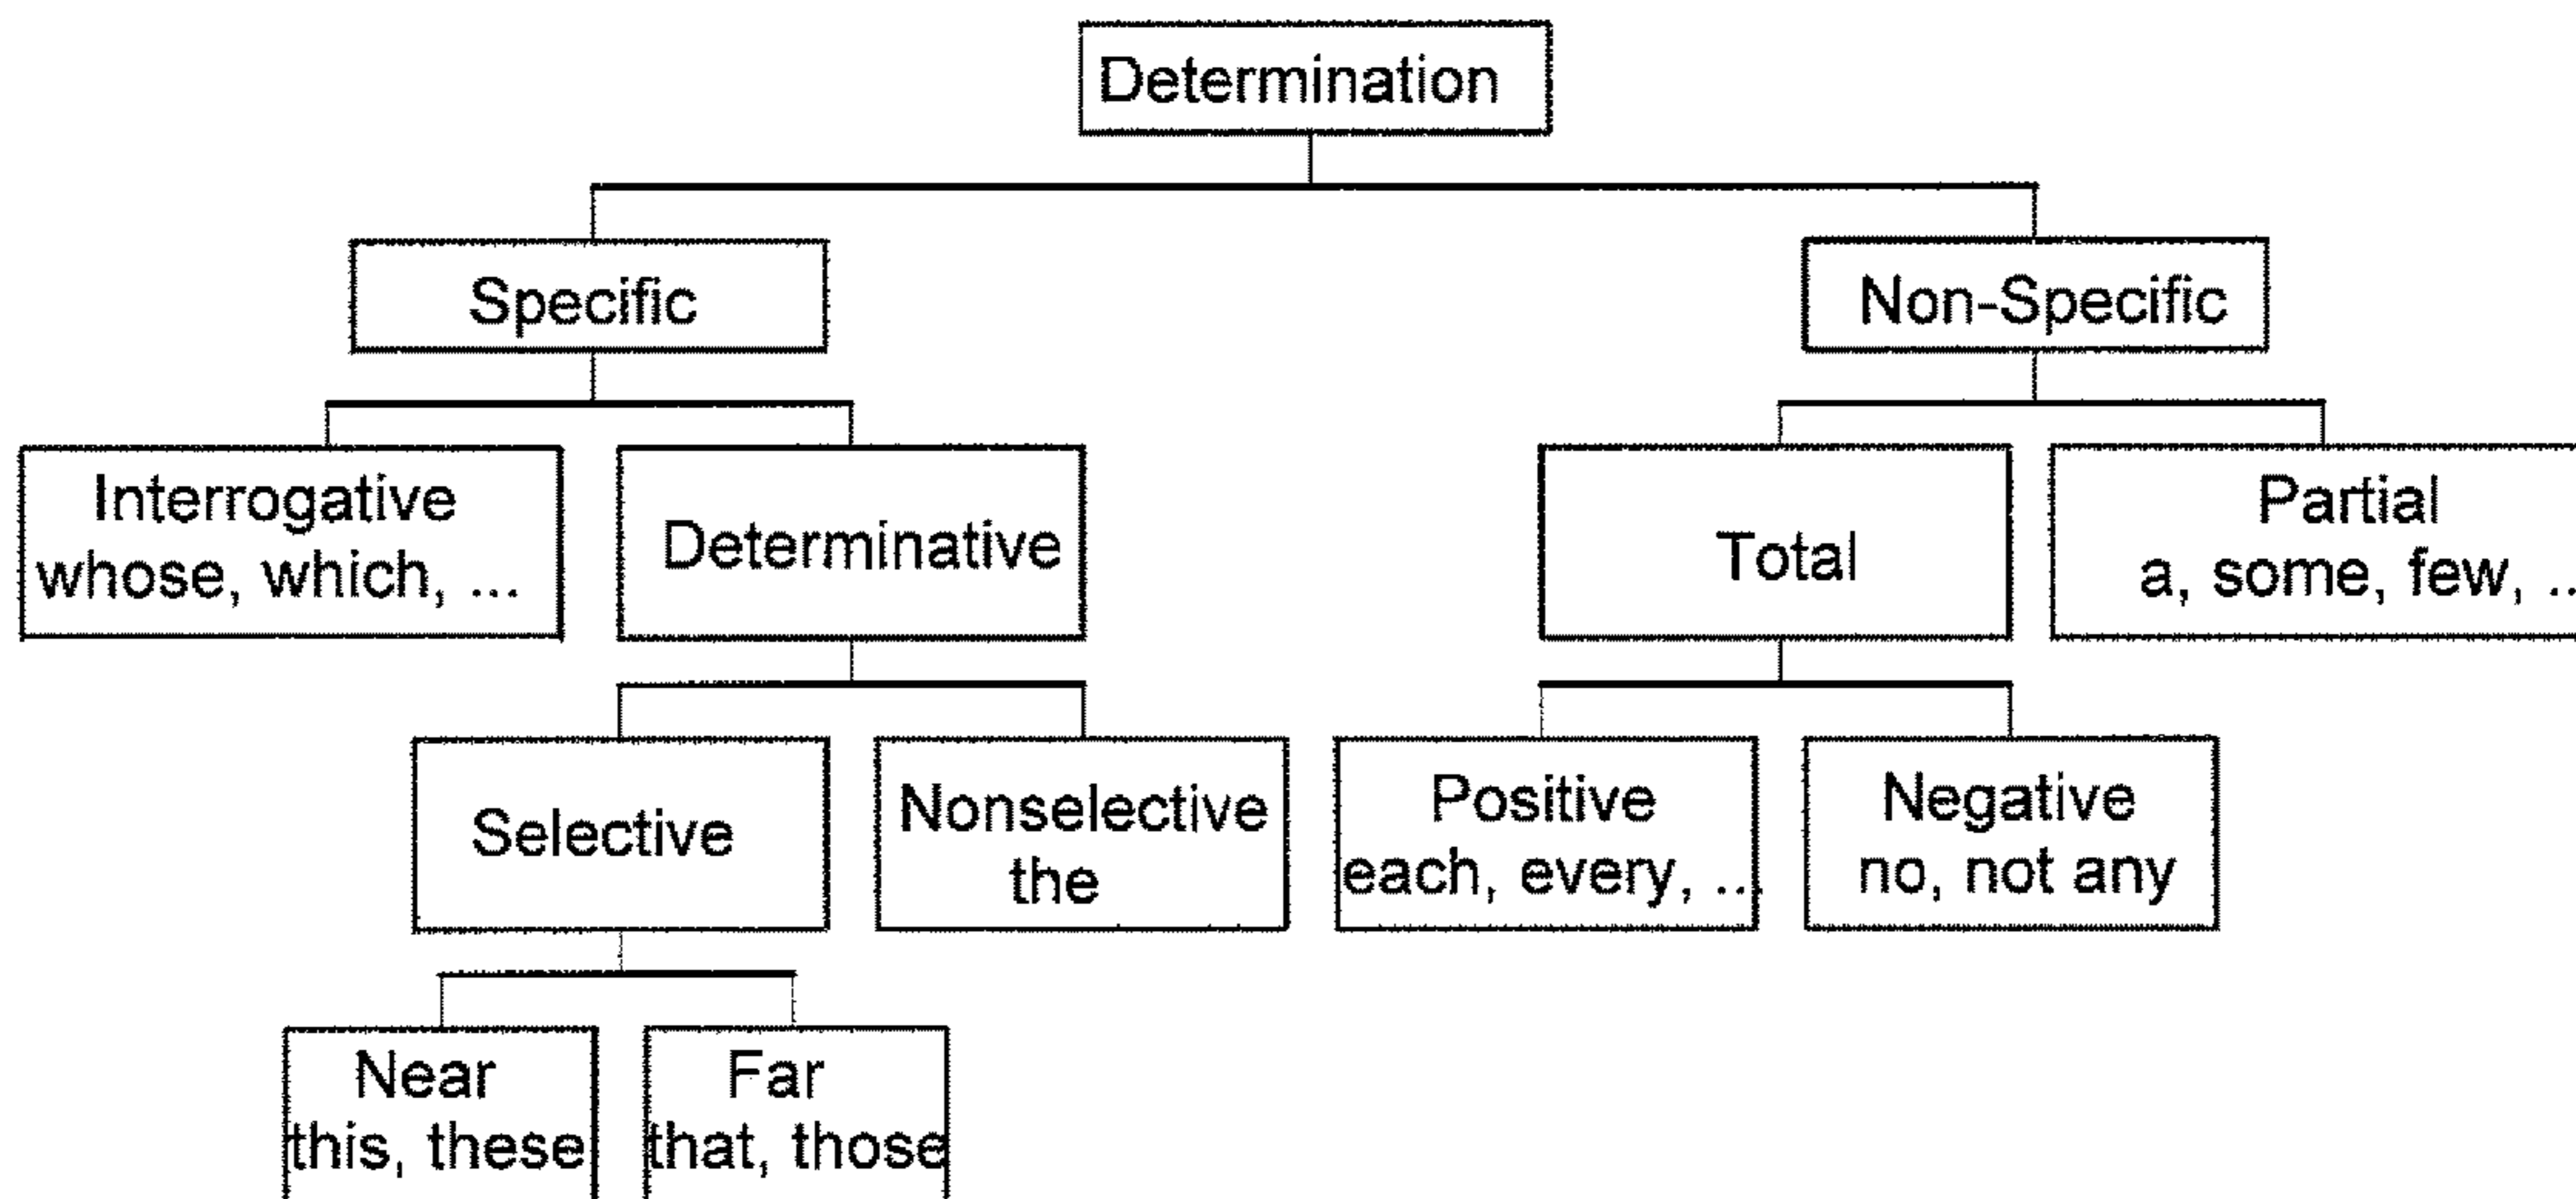 Determination
Specific
Non-Specific
Interrogative
whose, which, ...
Determinative
Total
Partial
a, some, few, ..
Selective
Nonselective
the
Positive
each, every, ...
Negative
no, not any
Near
this, these
Far
that, those